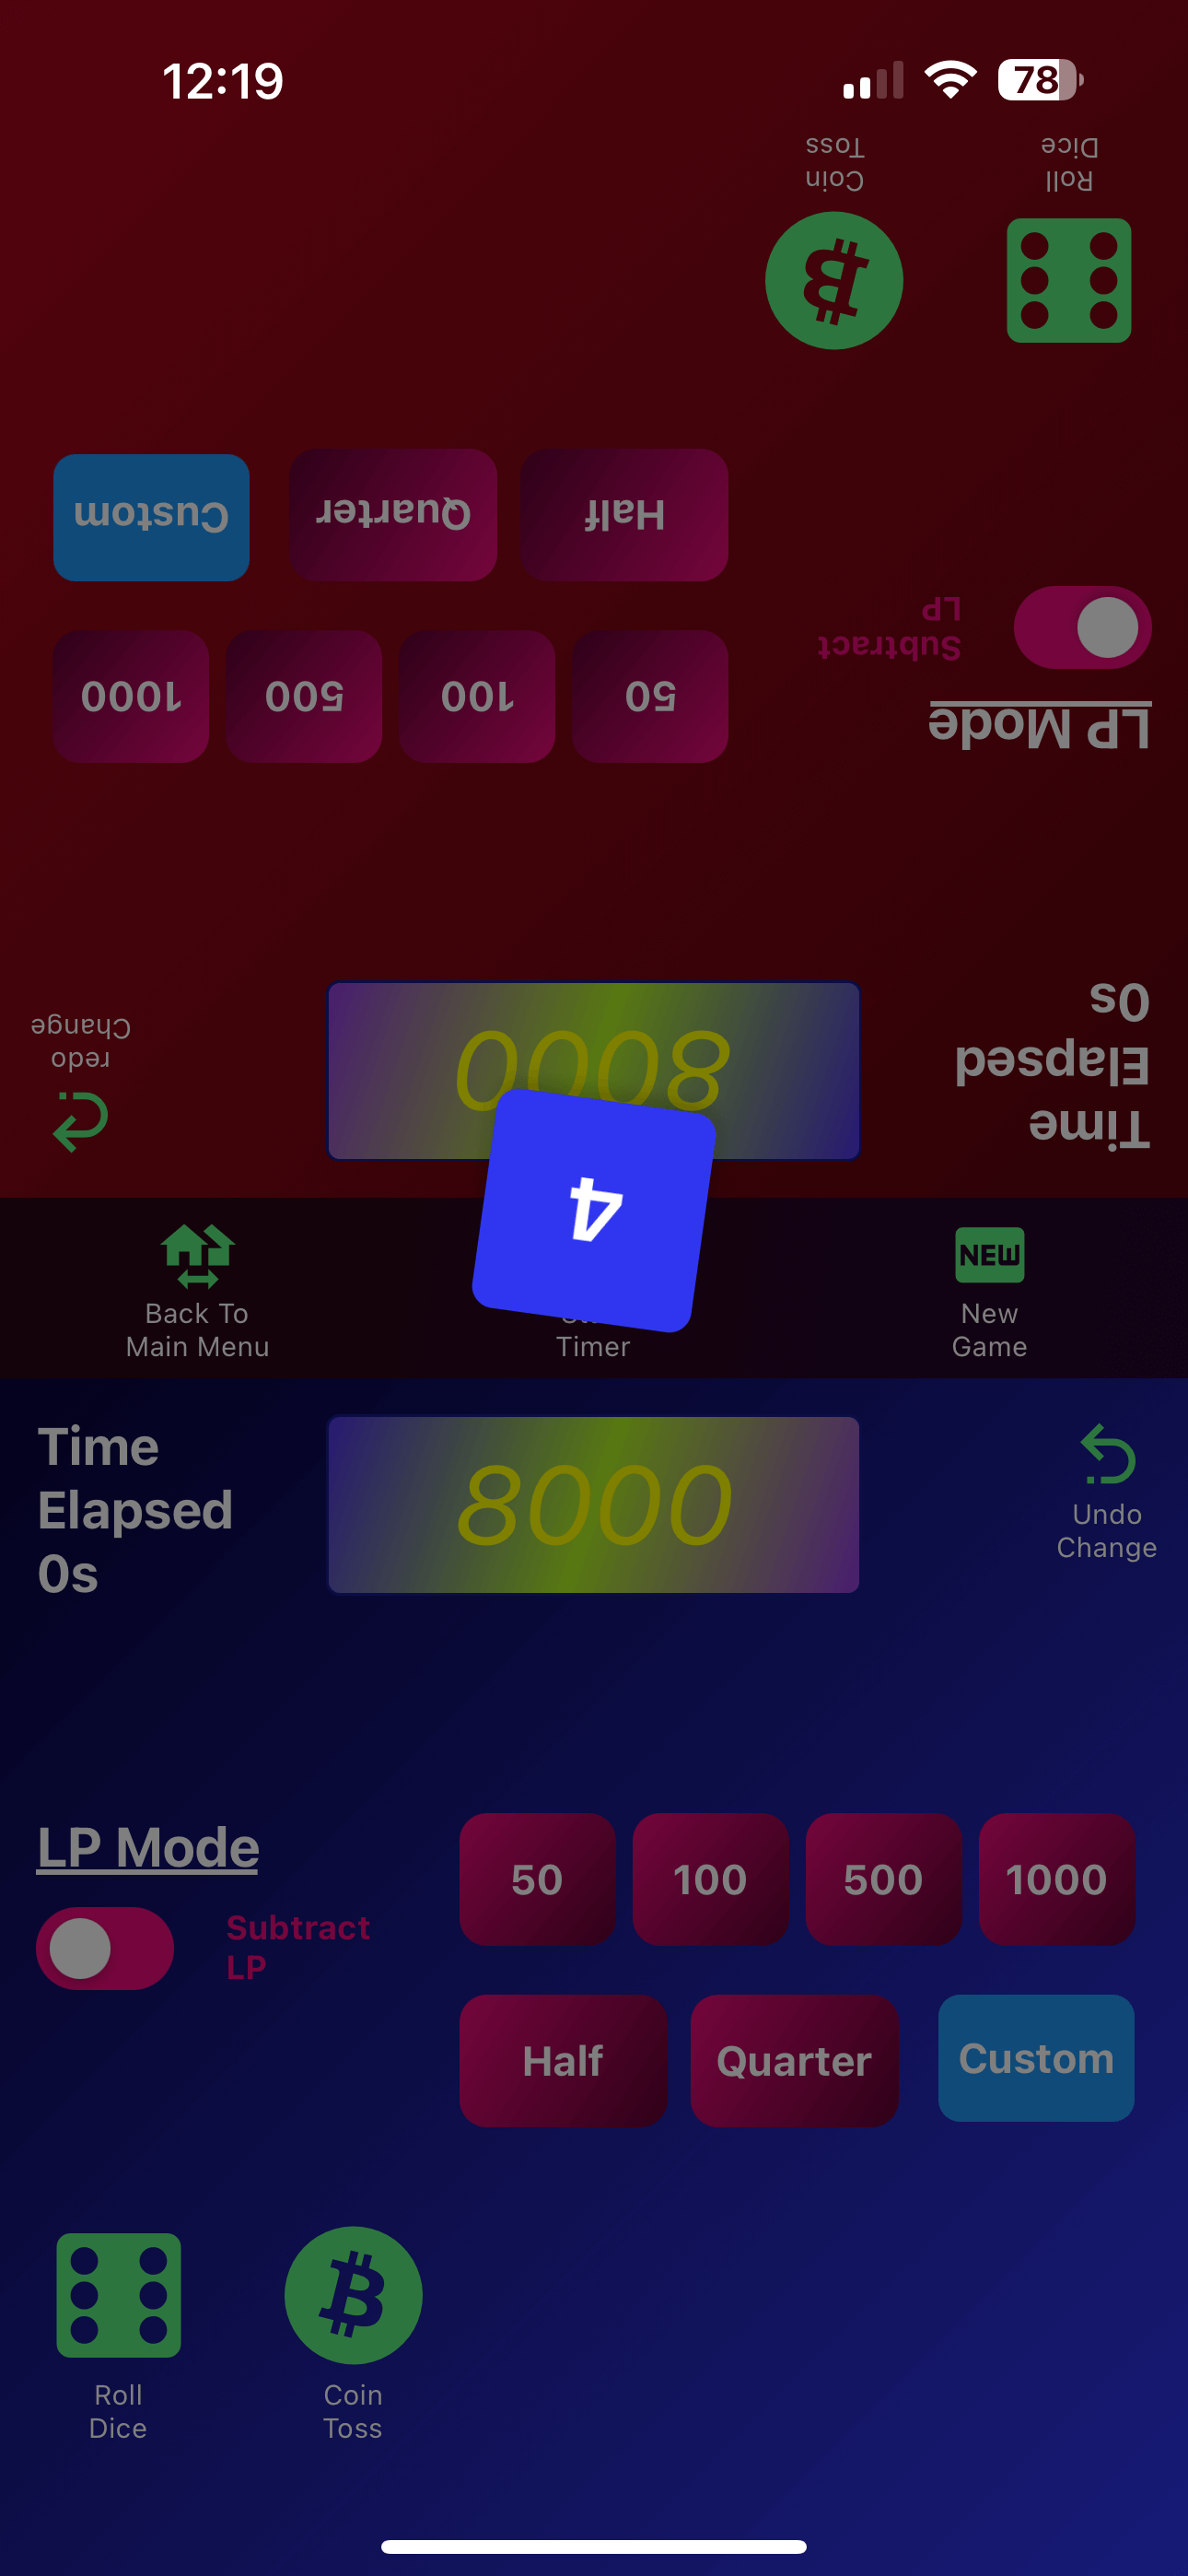 12:19
78
Coin
Toss
Roll
Dice
Custom
Quarter
Half
Subtract
LP
1000
500
100
50
LP Mode
redo
Change
8000
Time
Elapsed
0s
4
Back To
Main Menu
Timer
NEW
New
Game
Time
Elapsed
0s
8000
Undo
Change
LP Mode
Subtract
LP
50
100
500
1000
Half
Quarter
Custom
Roll
Dice
Coin
Toss